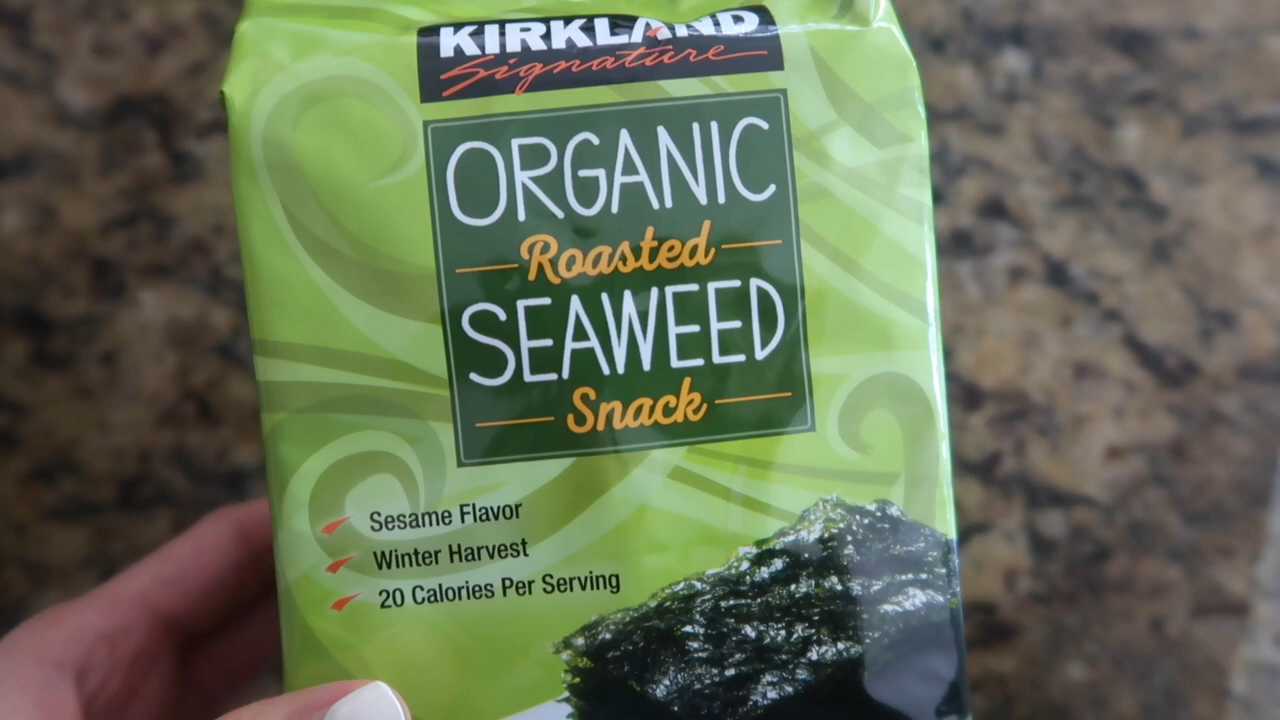 KIRKLAND
Signature
ORGANIC
Roasted
SEAWEED
Snack
Sesame Flavor
Winter Harvest
20 Calories Per Serving